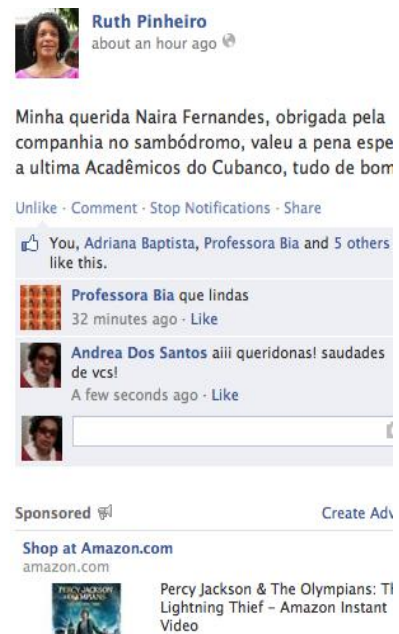 Ruth Pinheiro
about an hour ago
Minha querida Naira Fernandes, obrigada pela
companhia no sambódromo, valeu a pena espe
a ultima Acadêmicos do Cubanco, tudo de bom
Unlike · Comment · Stop Notifications · Share
You, Adriana Baptista, Professora Bia and 5 others
like this.
Professora Bia que lindas
32 minutes ago · Like
Andrea Dos Santos aiii queridonas! saudades
de vcs!
A few seconds ago · Like
Sponsored
Create Adv
Shop at Amazon.com
amazon.com
PERCY JACKSON
Percy Jackson & The Olympians: Th
Lightning Thief – Amazon Instant
Video